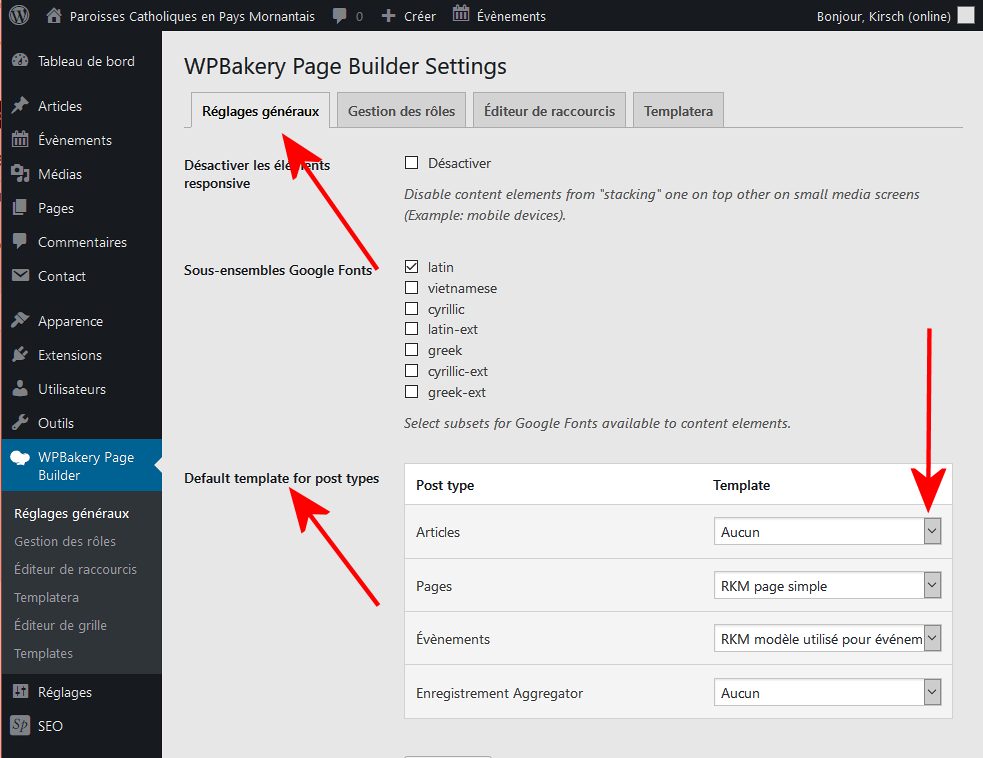 Paroisses Catholiques en Pays Mornantais 0 Créer Évènements Bonjour, Kirsch (online)
Tableau de bord
Articles
Évènements
Médias
Pages
Commentaires
Contact
Apparence
Extensions
Utilisateurs
Outils
WPBakery Page
Builder
Réglages généraux
Gestion des rôles
Éditeur de raccourcis
Templatera
Éditeur de grille
Templates
Réglages
Sp SEO
WPBakery Page Builder Settings
Réglages généraux Gestion des rôles Éditeur de raccourcis Templatera
Désactiver les éléments
responsive
Désactiver
Disable content elements from "stacking" one on top other on small media screens
(Example: mobile devices).
Sous-ensembles Google Fonts
latin
vietnamese
cyrillic
latin-ext
greek
cyrillic-ext
greek-ext
Select subsets for Google Fonts available to content elements.
Default template for post types
Post type Template
Articles Aucun
Pages RKM page simple
Évènements RKM modèle utilisé pour événem
Enregistrement Aggregator Aucun